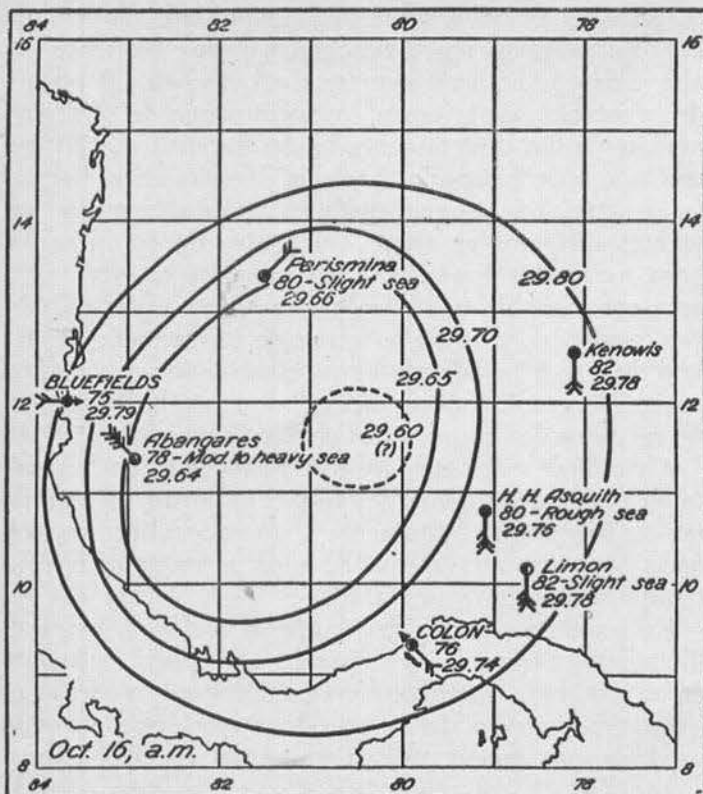 84 82 80 78
16 16
14 14
Parismina
80-Slight sea
29.66
29.80
29.70
Kenowis
82
29.78
29.65
BLUEFIELDS
75
29.79
12 12
29.60
(?)
Abangares
78-Mod. to heavy sea
29.64
H. H. Asquith
80-Rough sea
29.76
Limon
82-Slight sea
29.78
10 10
COLON
76
29.74
Oct. 16, a.m.
8 8
84 82 80 78